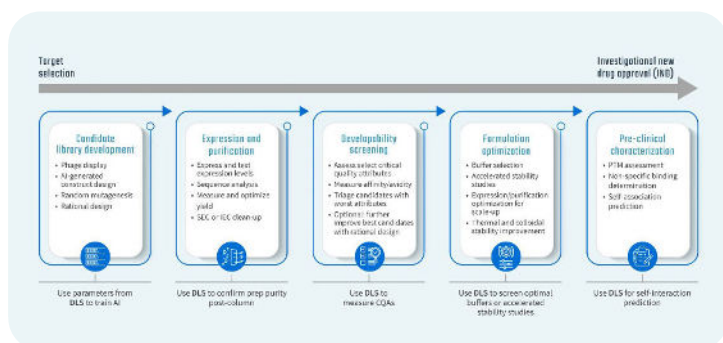 Target
selection
Investigational new
drug approval (IND)
Candidate
library development
• Phage display
• AI-generated
construct design
• Random mutagenesis
• Rational design
Use parameters from
DLS to train AI
Expression and
purification
• Express and test
expression levels
• Sequence analysis
• Measure and optimize
yield
• SEC or IEC clean-up
Use DLS to confirm prep purity
post-column
Developability
screening
• Assess select critical
quality attributes
• Measure affinity/avidity
• Triage candidates with
worst attributes
• Optional: further
improve best candidates
with rational design
Use DLS to
measure CQAs
Formulation
optimization
• Buffer selection
• Accelerated stability
studies
• Expression/purification
optimization for
scale-up
• Thermal and colloidal
stability improvement
Use DLS to screen optimal
buffers or accelerated
stability studies
Pre-clinical
characterization
• PTM assessment
• Non-specific binding
determination
• Self-association
prediction
Use DLS for self-interaction
prediction